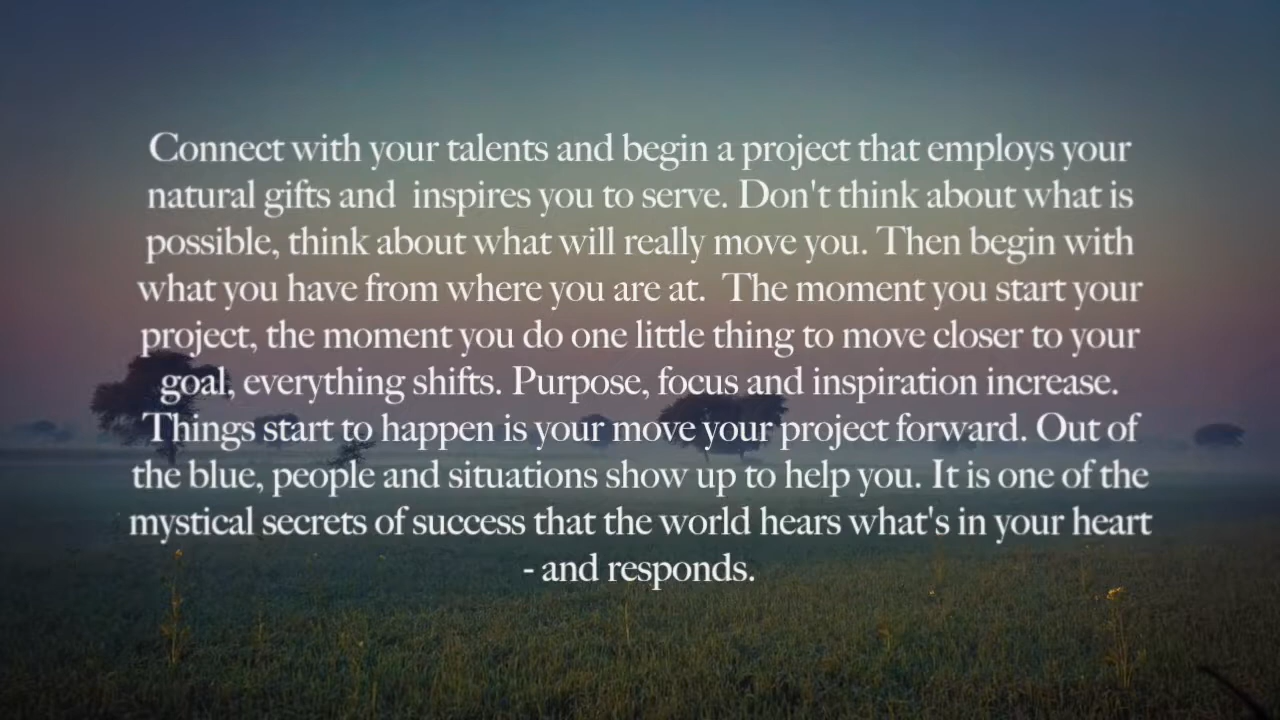 Connect with your talents and begin a project that employs your
natural gifts and  inspires you to serve. Don't think about what is
possible, think about what will really move you. Then begin with
what you have from where you are at.  The moment you start your
project, the moment you do one little thing to move closer to your
goal, everything shifts. Purpose, focus and inspiration increase.
Things start to happen is your move your project forward. Out of
the blue, people and situations show up to help you. It is one of the
mystical secrets of success that the world hears what's in your heart
- and responds.